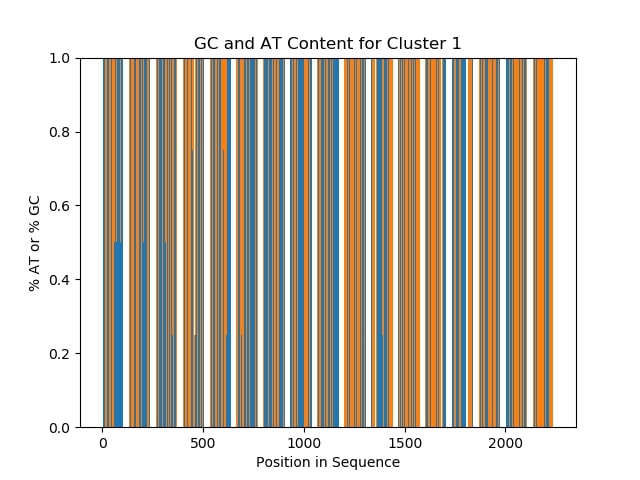 GC and AT Content for Cluster 1
1.0
0.8
0.6
0.4
0.2
0.0
% AT or % GC
0 500 1000 1500 2000
Position in Sequence